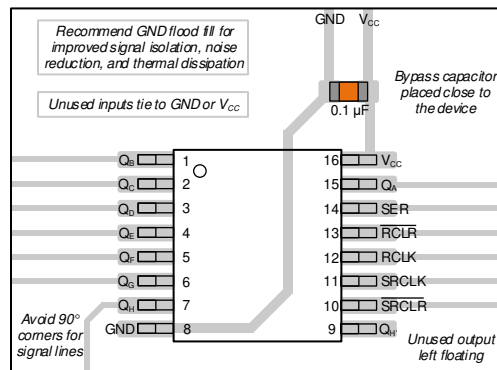 Recommend GND flood fill for
improved signal isolation, noise
reduction, and thermal dissipation
Unused inputs tie to GND or VCC
GND VCC
0.1 µF
Bypass capacitor
placed close to
the device
QB 1 16 VCC
QC 2 15 QA
QD 3 14 SER
QE 4 13 R̅C̅L̅R̅
QF 5 12 RCLK
QG 6 11 SRCLK
QH 7 10 S̅R̅C̅L̅R̅
GND 8 9 QH'
Avoid 90°
corners for
signal lines
Unused output
left floating